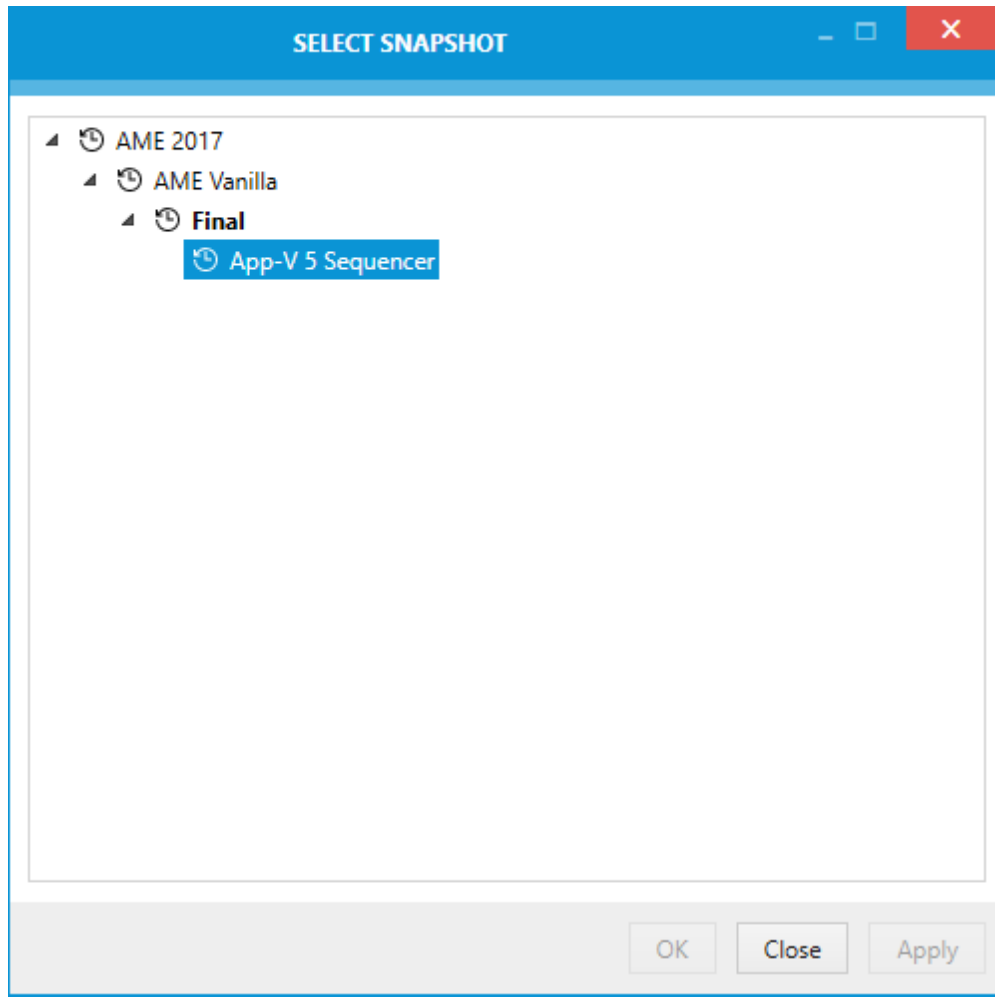 SELECT SNAPSHOT
AME 2017
AME Vanilla
Final
App-V 5 Sequencer
OK Close Apply